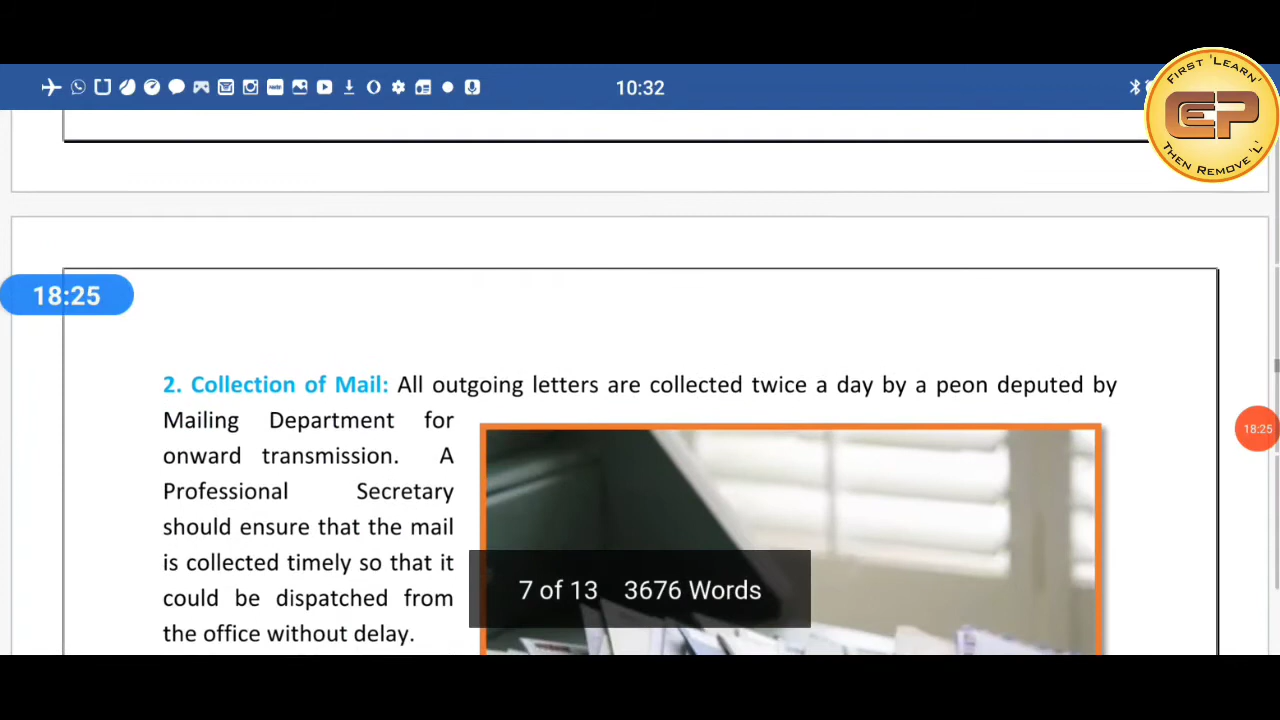 10:32
FIRST 'LEARN'
EP
THEN REMOVE 'L'
18:25
2. Collection of Mail: All outgoing letters are collected twice a day by a peon deputed by
Mailing Department for
onward transmission. A
Professional Secretary
should ensure that the mail
is collected timely so that it
could be dispatched from
the office without delay.
18:25
7 of 13 3676 Words